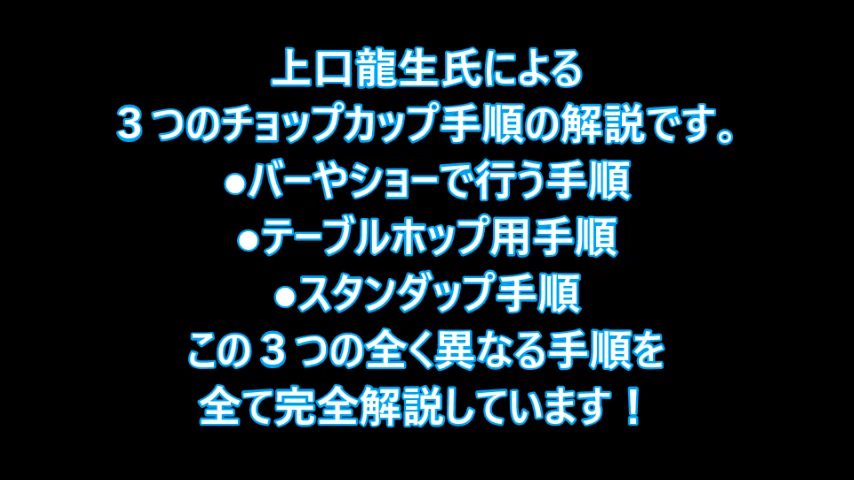 上口龍生氏による
3つのチョップカップ手順の解説です。
●バーやショーで行う手順
●テーブルホップ用手順
●スタンダップ手順
この3つの全く異なる手順を
全て完全解説しています!